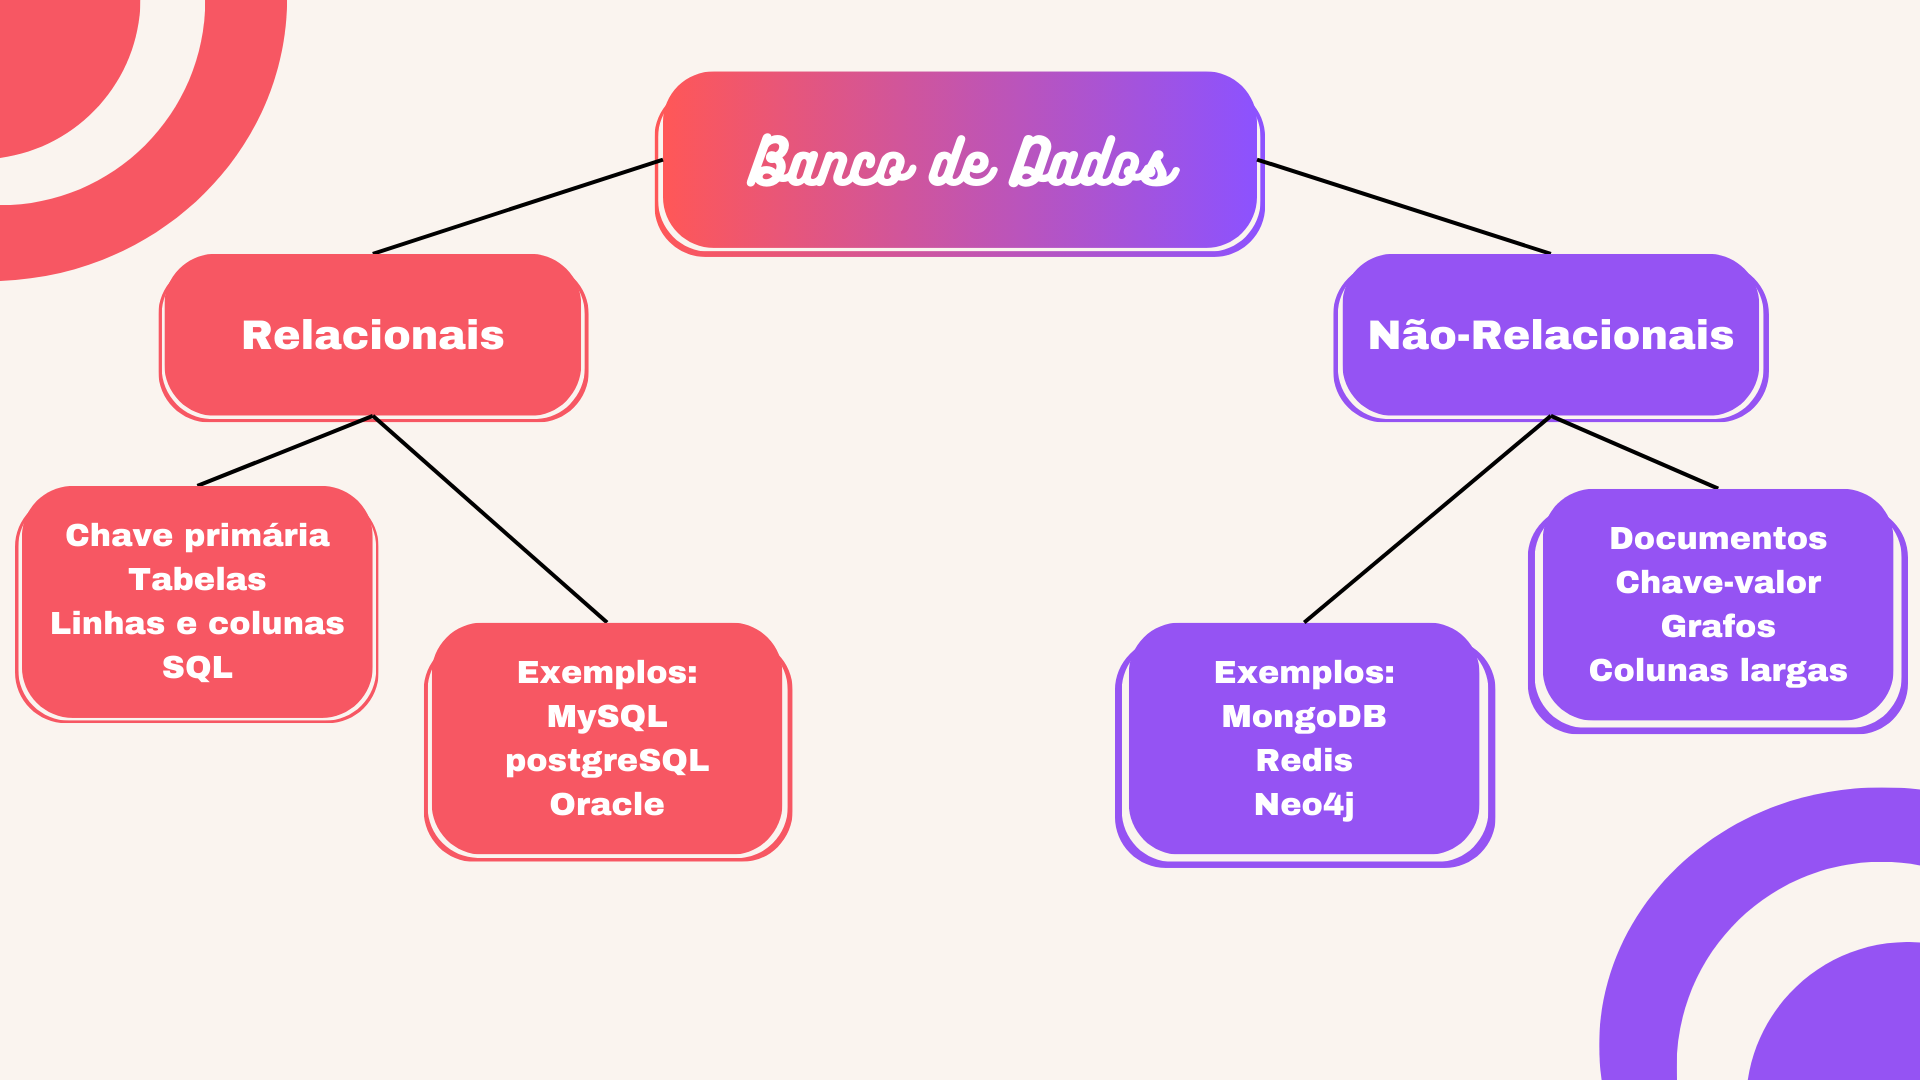 Banco de Dados
Relacionais
Não-Relacionais
Chave primária
Tabelas
Linhas e colunas
SQL
Exemplos:
MySQL
postgreSQL
Oracle
Exemplos:
MongoDB
Redis
Neo4j
Documentos
Chave-valor
Grafos
Colunas largas